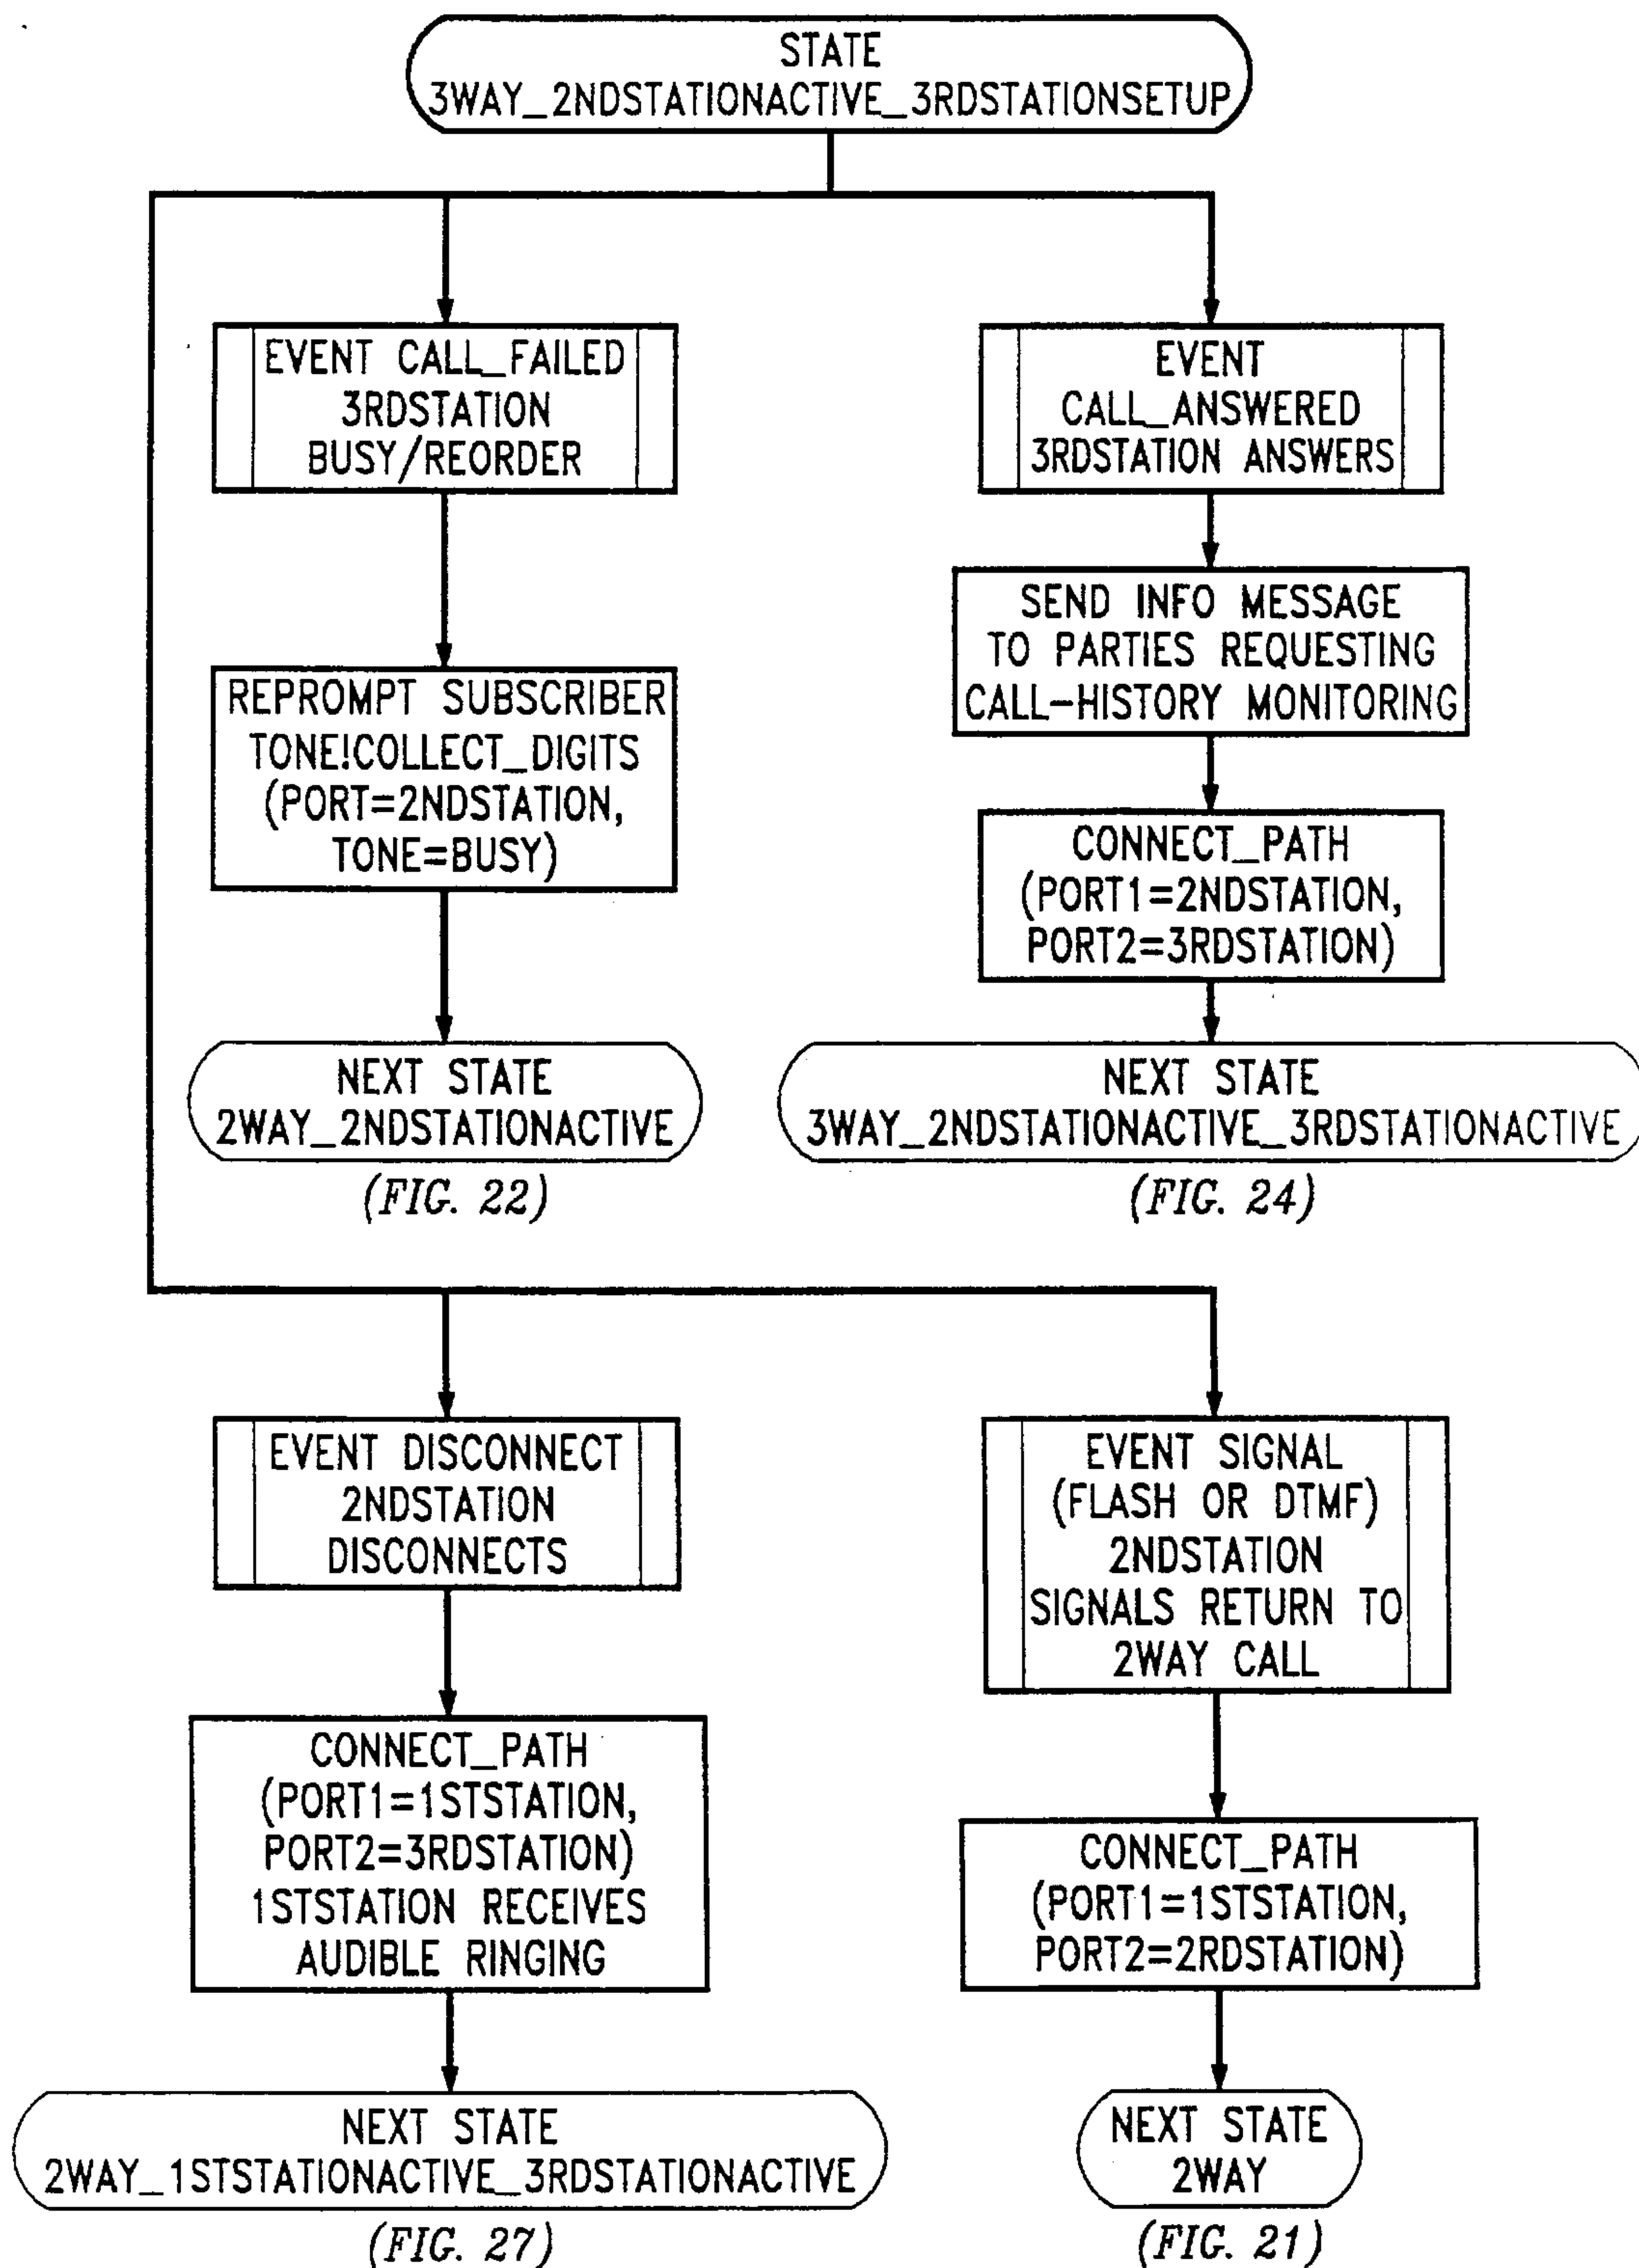 STATE
3WAY_2NDSTATIONACTIVE_3RDSTATIONSETUP
EVENT CALL_FAILED
3RDSTATION
BUSY/REORDER
REPROMPT SUBSCRIBER
TONE!COLLECT_DIGITS
(PORT=2NDSTATION,
TONE=BUSY)
NEXT STATE
2WAY_2NDSTATIONACTIVE
(FIG. 22)
EVENT
CALL_ANSWERED
3RDSTATION ANSWERS
SEND INFO MESSAGE
TO PARTIES REQUESTING
CALL-HISTORY MONITORING
CONNECT_PATH
(PORT1=2NDSTATION,
PORT2=3RDSTATION)
NEXT STATE
3WAY_2NDSTATIONACTIVE_3RDSTATIONACTIVE
(FIG. 24)
EVENT DISCONNECT
2NDSTATION
DISCONNECTS
CONNECT_PATH
(PORT1=1STSTATION,
PORT2=3RDSTATION)
1STSTATION RECEIVES
AUDIBLE RINGING
NEXT STATE
2WAY_1STSTATIONACTIVE_3RDSTATIONACTIVE
(FIG. 27)
EVENT SIGNAL
(FLASH OR DTMF)
2NDSTATION
SIGNALS RETURN TO
2WAY CALL
CONNECT_PATH
(PORT1=1STSTATION,
PORT2=2RDSTATION)
NEXT STATE
2WAY
(FIG. 21)